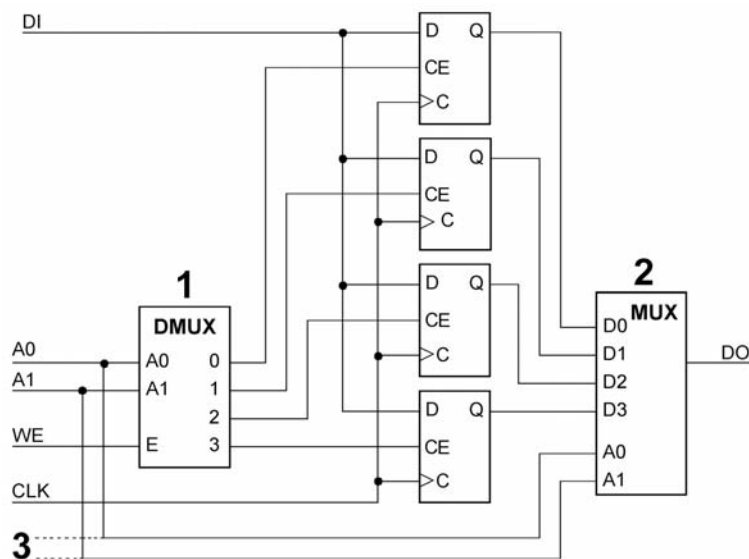 DI
D Q
CE
C
D Q
CE
C
1
DMUX
A0 A0 0
A1 A1 1
2
WE E 3
CLK
3
D Q
CE
C
D Q
CE
C
2
MUX
D0
D1
D2
D3
A0
A1
DO